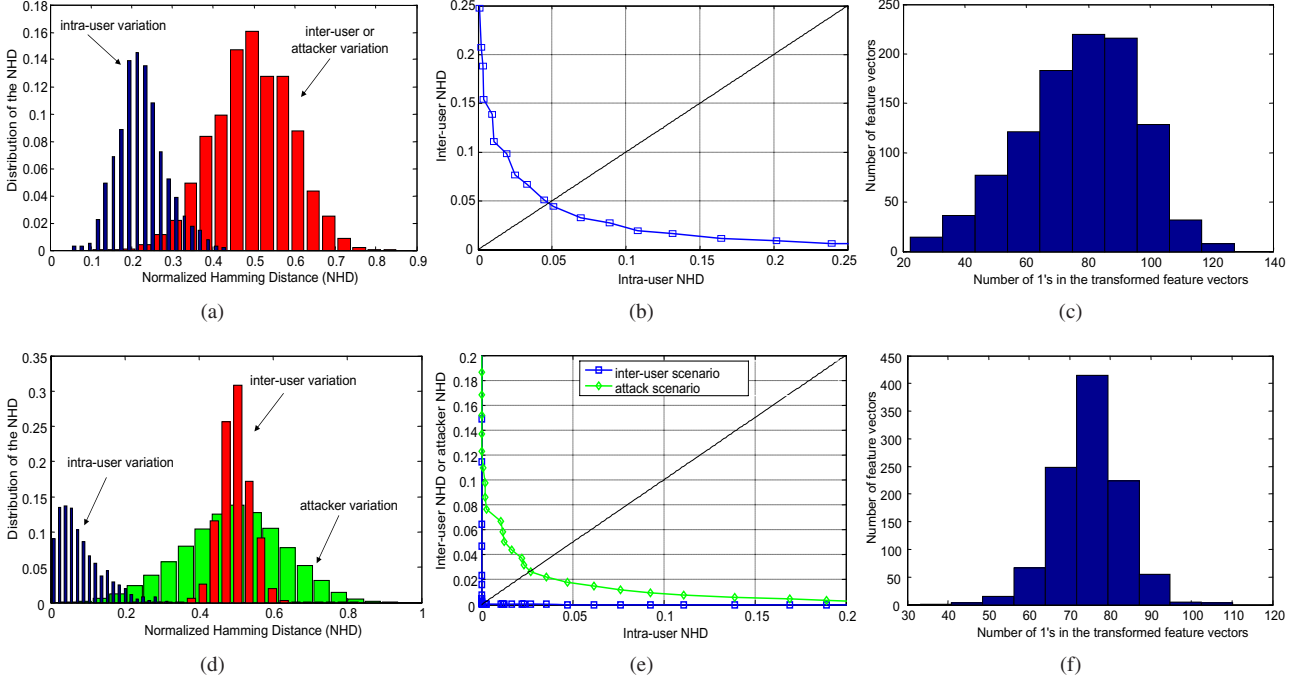 0.18
0.16
0.14
0.12
0.1
0.08
0.06
0.04
0.02
0
Distribution of the NHD
intra-user variation
inter-user or
attacker variation
0 0.1 0.2 0.3 0.4 0.5 0.6 0.7 0.8 0.9
Normalized Hamming Distance (NHD)
(a)
0.25
0.2
0.15
0.1
0.05
0
Inter-user NHD
0 0.05 0.1 0.15 0.2 0.25
Intra-user NHD
(b)
250
200
150
100
50
0
Number of feature vectors
20 40 60 80 100 120 140
Number of 1's in the transformed feature vectors
(c)
0.35
0.3
0.25
0.2
0.15
0.1
0.05
0
Distribution of the NHD
inter-user variation
intra-user variation
attacker variation
0 0.2 0.4 0.6 0.8 1
Normalized Hamming Distance (NHD)
(d)
0.2
0.18
0.16
0.14
0.12
0.1
0.08
0.06
0.04
0.02
0
Inter-user NHD or attacker NHD
inter-user scenario
attack scenario
0 0.05 0.1 0.15 0.2
Intra-user NHD
(e)
450
400
350
300
250
200
150
100
50
0
Number of feature vectors
30 40 50 60 70 80 90 100 110 120
Number of 1's in the transformed feature vectors
(f)